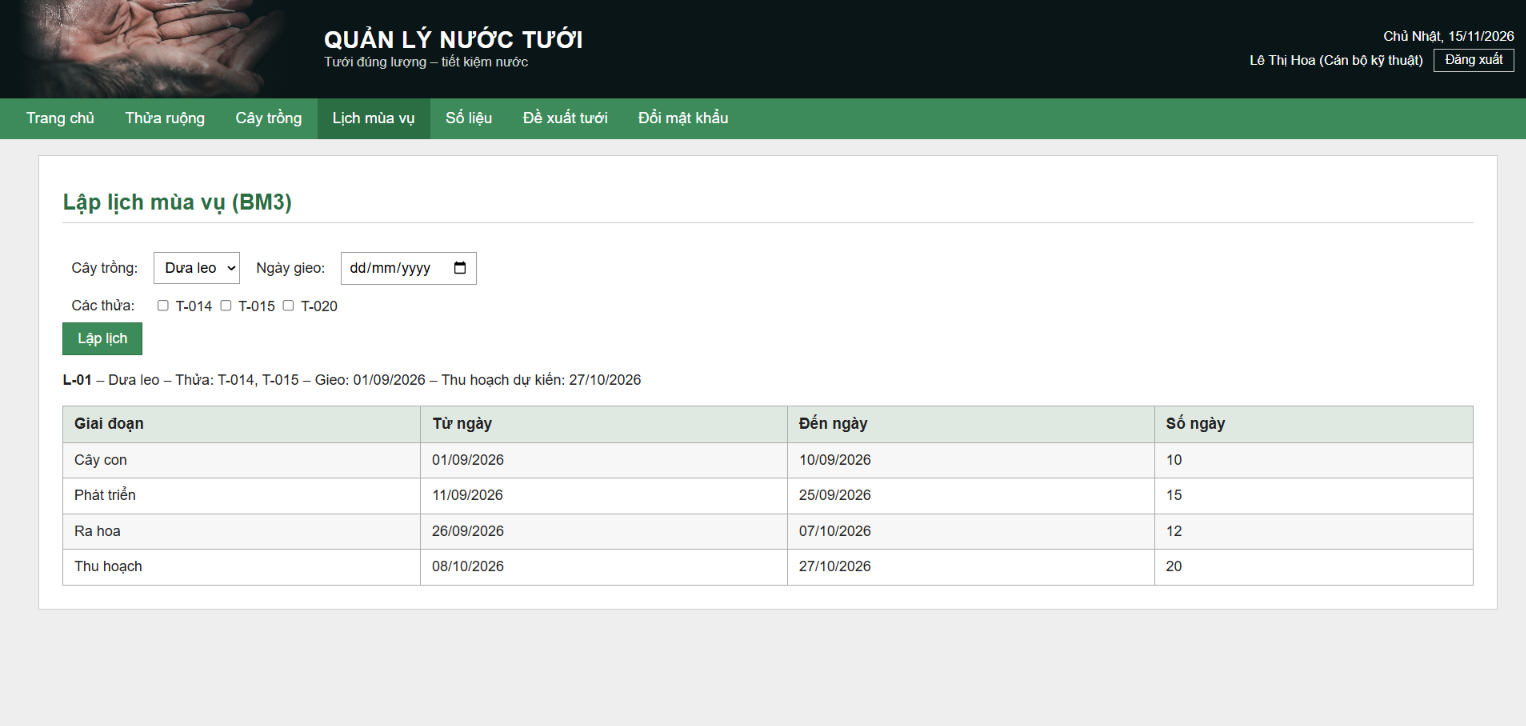 QUẢN LÝ NƯỚC TƯỚI
Tưới đúng lượng – tiết kiệm nước
Chủ Nhật, 15/11/2026
Lê Thị Hoa (Cán bộ kỹ thuật) Đăng xuất
Trang chủ Thửa ruộng Cây trồng Lịch mùa vụ Số liệu Đề xuất tưới Đổi mật khẩu
Lập lịch mùa vụ (BM3)
Cây trồng: Dưa leo Ngày gieo: dd/mm/yyyy
Các thửa: T-014 T-015 T-020
Lập lịch
L-01 – Dưa leo – Thửa: T-014, T-015 – Gieo: 01/09/2026 – Thu hoạch dự kiến: 27/10/2026
Giai đoạn Từ ngày Đến ngày Số ngày
Cây con 01/09/2026 10/09/2026 10
Phát triển 11/09/2026 25/09/2026 15
Ra hoa 26/09/2026 07/10/2026 12
Thu hoạch 08/10/2026 27/10/2026 20